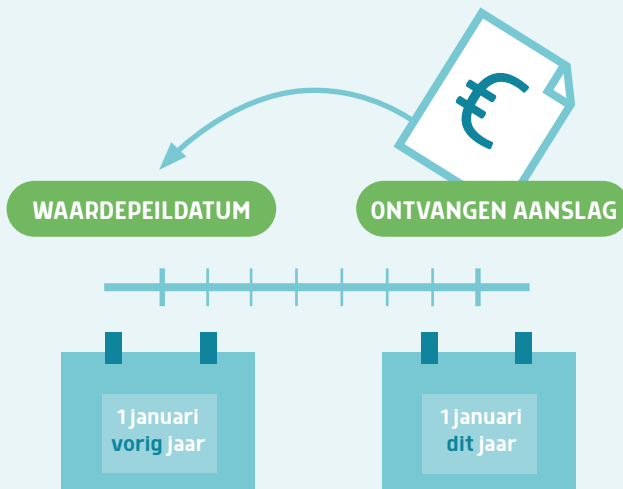 €
WAARDEPEILDATUM
ONTVANGEN AANSLAG
1 januari
vorig jaar
1 januari
dit jaar